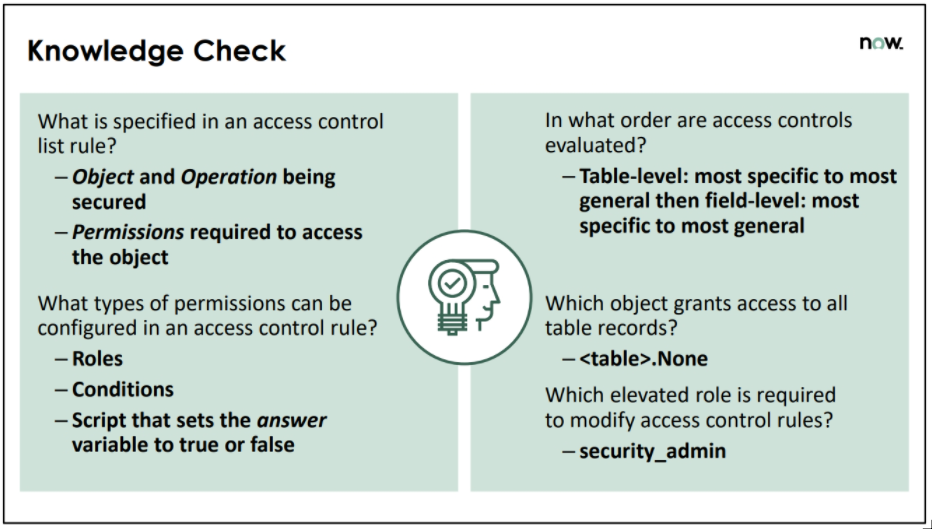 Knowledge Check
now.
What is specified in an access control
list rule?
– Object and Operation being
secured
– Permissions required to access
the object
What types of permissions can be
configured in an access control rule?
– Roles
– Conditions
– Script that sets the answer
variable to true or false
In what order are access controls
evaluated?
– Table-level: most specific to most
general then field-level: most
specific to most general
Which object grants access to all
table records?
– <table>.None
Which elevated role is required
to modify access control rules?
– security_admin